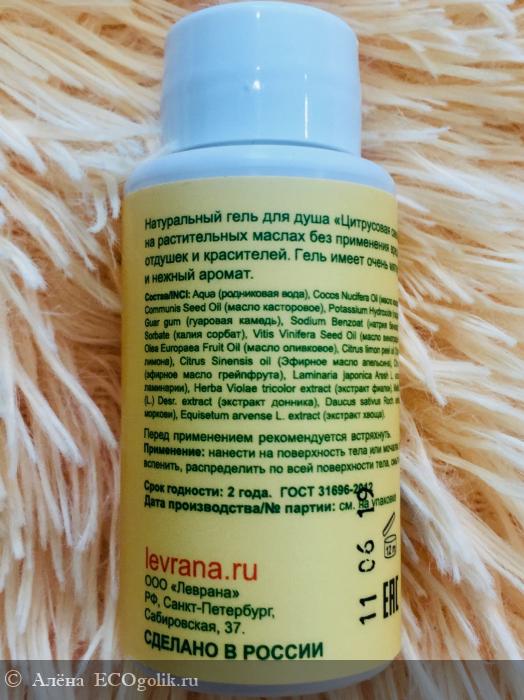 Натуральный гель для душа «Цитрусовая
на растительных маслах без применения
отдушек и красителей. Гель имеет очень
и нежный аромат.
Состав/INCI: Aqua (родниковая вода), Cocos Nucifera Oil (масло
Communis Seed Oil (масло касторовое), Potassium Hydroxide
Guar gum (гуаровая камедь), Sodium Benzoat (натрия
Sorbate (калия сорбат), Vitis Vinifera Seed Oil (масло
Olea Europaea Fruit Oil (масло оливковое), Citrus limon peel oil
лимона), Citrus Sinensis oil (Эфирное масло апельсина),
(эфирное масло грейпфрута), Laminaria japonica Aresh L.
ламинарии), Herba Violae tricolor extract (экстракт фиалки)
(L.) Desr. extract (экстракт донника), Daucus sativus Roch
моркови), Equisetum arvense L. extract (экстракт хвоща).
Перед применением рекомендуется встряхнуть.
Применение: нанести на поверхность тела или
вспенить, распределить по всей поверхности тела,
Срок годности: 2 года. ГОСТ 31696-2012
Дата производства/№ партии: см. на упаковке
11 06 19
12 m
EAC
levrana.ru
ООО «Леврана»
РФ, Санкт-Петербург,
Сабировская, 37.
СДЕЛАНО В РОССИИ
© Алёна ECOgolik.ru